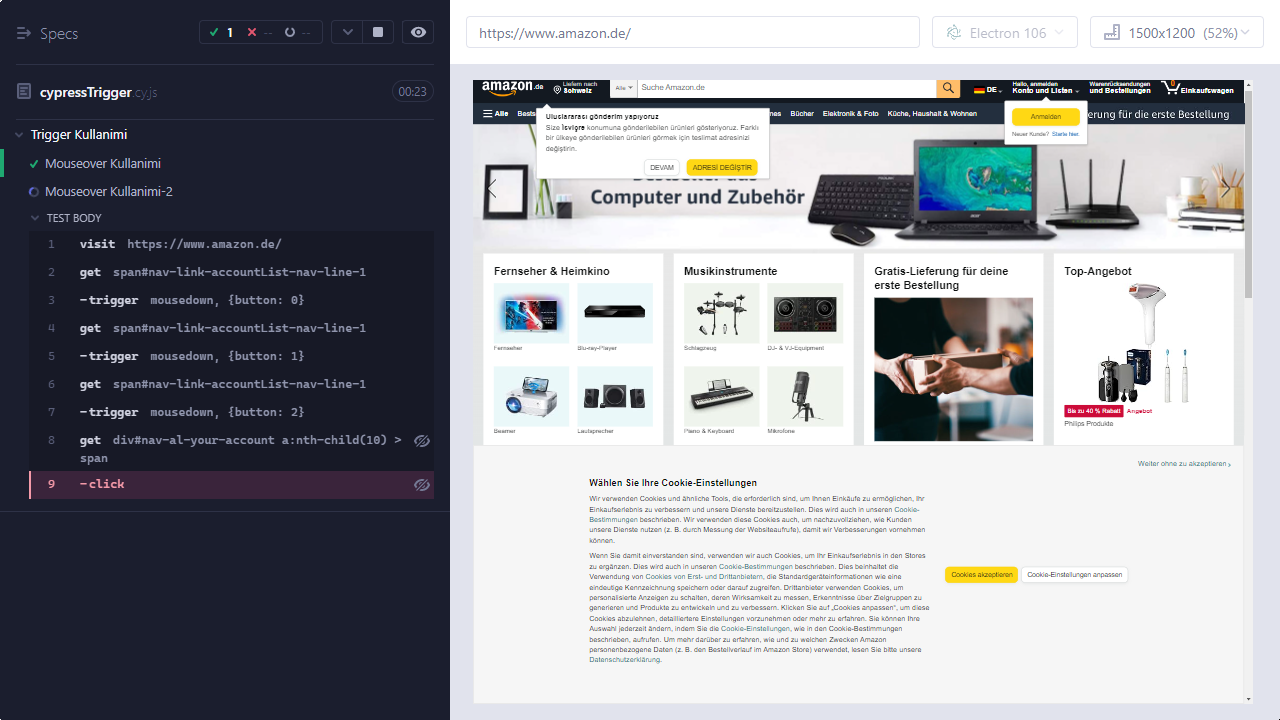 Specs
1
--
--
cypressTrigger.cy.js
00:23
Trigger Kullanimi
Mouseover Kullanimi
Mouseover Kullanimi-2
TEST BODY
1 visit https://www.amazon.de/
2 get span#nav-link-accountList-nav-line-1
3 -trigger mousedown, {button: 0}
4 get span#nav-link-accountList-nav-line-1
5 -trigger mousedown, {button: 1}
6 get span#nav-link-accountList-nav-line-1
7 -trigger mousedown, {button: 2}
8 get div#nav-al-your-account a:nth-child(10) >
span
9 -click
https://www.amazon.de/
Electron 106
1500x1200 (52%)
amazon.de
Liefern nach
Schweiz
Alle
Suche Amazon.de
DE
Hallo, anmelden
Konto und Listen
Warenrücksendungen
und Bestellungen
0
Einkaufswagen
Alle
Bücher
Elektronik & Foto
Küche, Haushalt & Wohnen
erung für die erste Bestellung
Uluslararası gönderim yapıyoruz
Size İsviçre konumuna gönderilebilen ürünleri gösteriyoruz. Farklı
bir ülkeye gönderilebilen ürünleri görmek için teslimat adresinizi
değiştirin.
DEVAM
ADRESİ DEĞİŞTİR
Anmelden
Neuer Kunde? Starte hier.
Bestseller aus
Computer und Zubehör
Fernseher & Heimkino
Fernseher
Blu-ray-Player
Beamer
Lautsprecher
Musikinstrumente
Schlagzeug
DJ- & VJ-Equipment
Piano & Keyboard
Mikrofone
Gratis-Lieferung für deine
erste Bestellung
Top-Angebot
Bis zu 40 % Rabatt Angebot
Philips Produkte
Weiter ohne zu akzeptieren ›
Wählen Sie Ihre Cookie-Einstellungen
Wir verwenden Cookies und ähnliche Tools, die erforderlich sind, um Ihnen Einkäufe zu ermöglichen, Ihr
Einkaufserlebnis zu verbessern und unsere Dienste bereitzustellen. Dies wird auch in unseren Cookie-
Bestimmungen beschrieben. Wir verwenden diese Cookies auch, um nachzuvollziehen, wie Kunden
unsere Dienste nutzen (z. B. durch Messung der Websiteaufrufe), damit wir Verbesserungen vornehmen
können.
Wenn Sie damit einverstanden sind, verwenden wir auch Cookies, um Ihr Einkaufserlebnis in den Stores
zu ergänzen. Dies wird auch in unseren Cookie-Bestimmungen beschrieben. Dies beinhaltet die
Verwendung von Cookies von Erst- und Drittanbietern, die Standardgeräteinformationen wie eine
eindeutige Kennzeichnung speichern oder darauf zugreifen. Drittanbieter verwenden Cookies, um
personalisierte Anzeigen zu schalten, deren Wirksamkeit zu messen, Erkenntnisse über Zielgruppen zu
generieren und Produkte zu entwickeln und zu verbessern. Klicken Sie auf „Cookies anpassen“, um diese
Cookies abzulehnen, detailliertere Einstellungen vorzunehmen oder mehr zu erfahren. Sie können Ihre
Auswahl jederzeit ändern, indem Sie die Cookie-Einstellungen, wie in den Cookie-Bestimmungen
beschrieben, aufrufen. Um mehr darüber zu erfahren, wie und zu welchen Zwecken Amazon
personenbezogene Daten (z. B. den Bestellverlauf im Amazon Store) verwendet, lesen Sie bitte unsere
Datenschutzerklärung.
Cookies akzeptieren
Cookie-Einstellungen anpassen